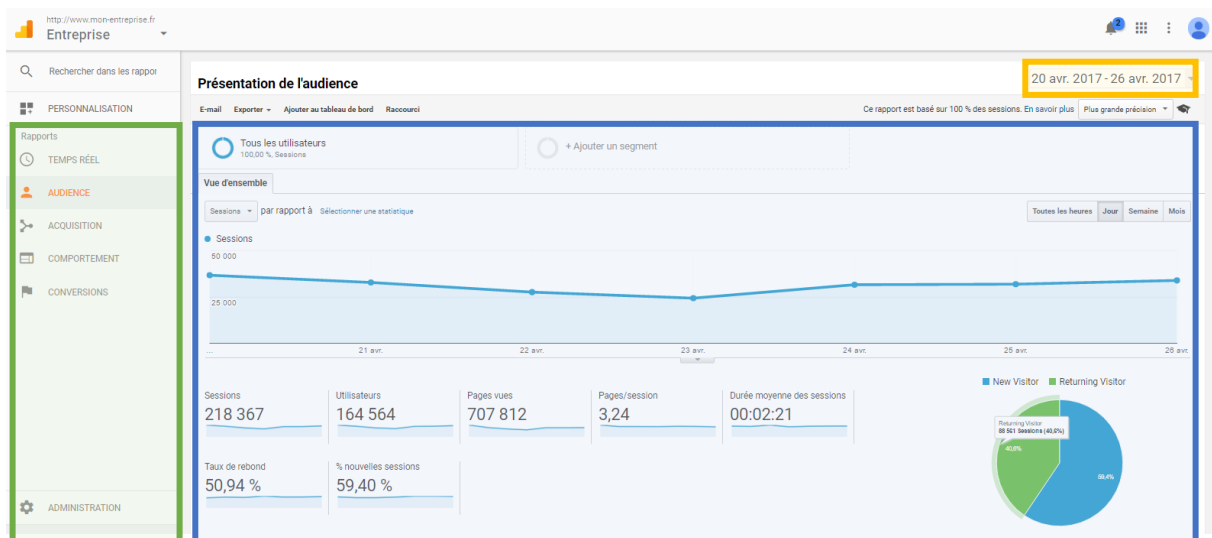 http://www.mon-entreprise.fr
Entreprise
2
Rechercher dans les rappor
Présentation de l'audience
20 avr. 2017 - 26 avr. 2017
PERSONNALISATION
E-mail Exporter Ajouter au tableau de bord Raccourci
Ce rapport est basé sur 100 % des sessions. En savoir plus Plus grande précision
Rapports
TEMPS RÉEL
AUDIENCE
ACQUISITION
COMPORTEMENT
CONVERSIONS
ADMINISTRATION
Tous les utilisateurs
100,00 %, Sessions
+ Ajouter un segment
Vue d'ensemble
Sessions par rapport à Sélectionner une statistique
Toutes les heures Jour Semaine Mois
Sessions
50 000
25 000
... 21 avr. 22 avr. 23 avr. 24 avr. 25 avr. 26 avr.
New Visitor Returning Visitor
Sessions
218 367
Utilisateurs
164 564
Pages vues
707 812
Pages/session
3,24
Durée moyenne des sessions
00:02:21
Taux de rebond
50,94 %
% nouvelles sessions
59,40 %
Returning Visitor
88 561 Sessions (40,6%)
40,6%
59,4%